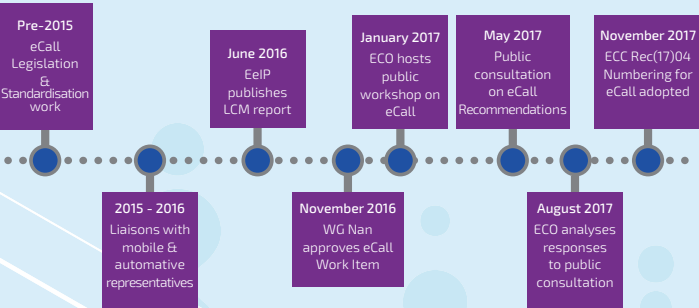 Pre-2015
eCall
Legislation
&
Standardisation
work
2015 - 2016
Liaisons with
mobile &
automative
representatives
June 2016
EeIP
publishes
LCM report
November 2016
WG Nan
approves eCall
Work Item
January 2017
ECO hosts
public
workshop on
eCall
May 2017
Public
consultation
on eCall
Recommendations
August 2017
ECO analyses
responses
to public
consultation
November 2017
ECC Rec(17)04
Numbering for
eCall adopted